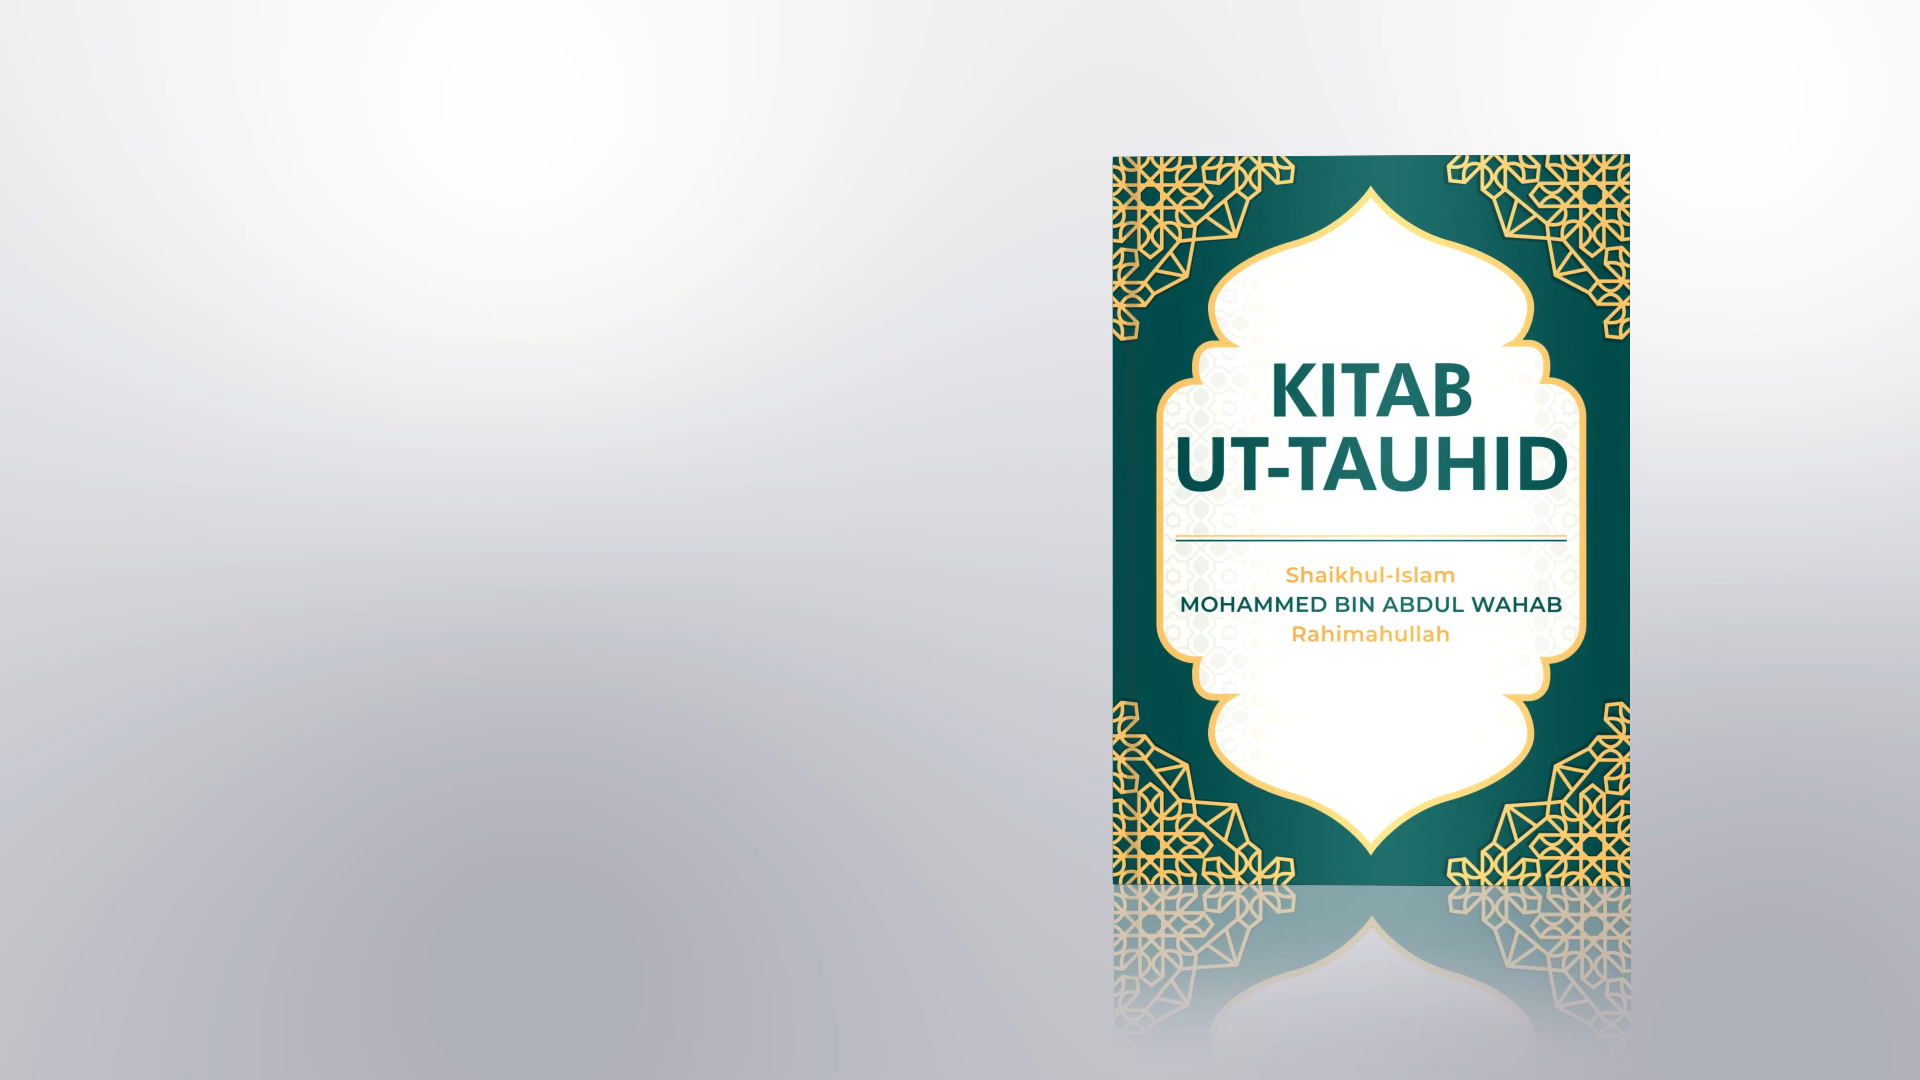 KITAB
UT-TAUHID
Shaikhul-Islam
MOHAMMED BIN ABDUL WAHAB
Rahimahullah